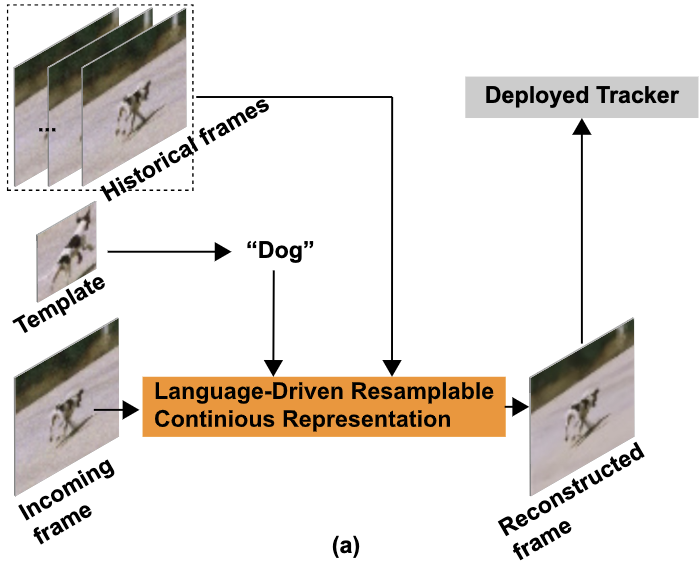 ...
Historical frames
Deployed Tracker
Template
“Dog”
Language-Driven Resamplable
Continious Representation
Incoming
frame
Reconstructed
frame
(a)